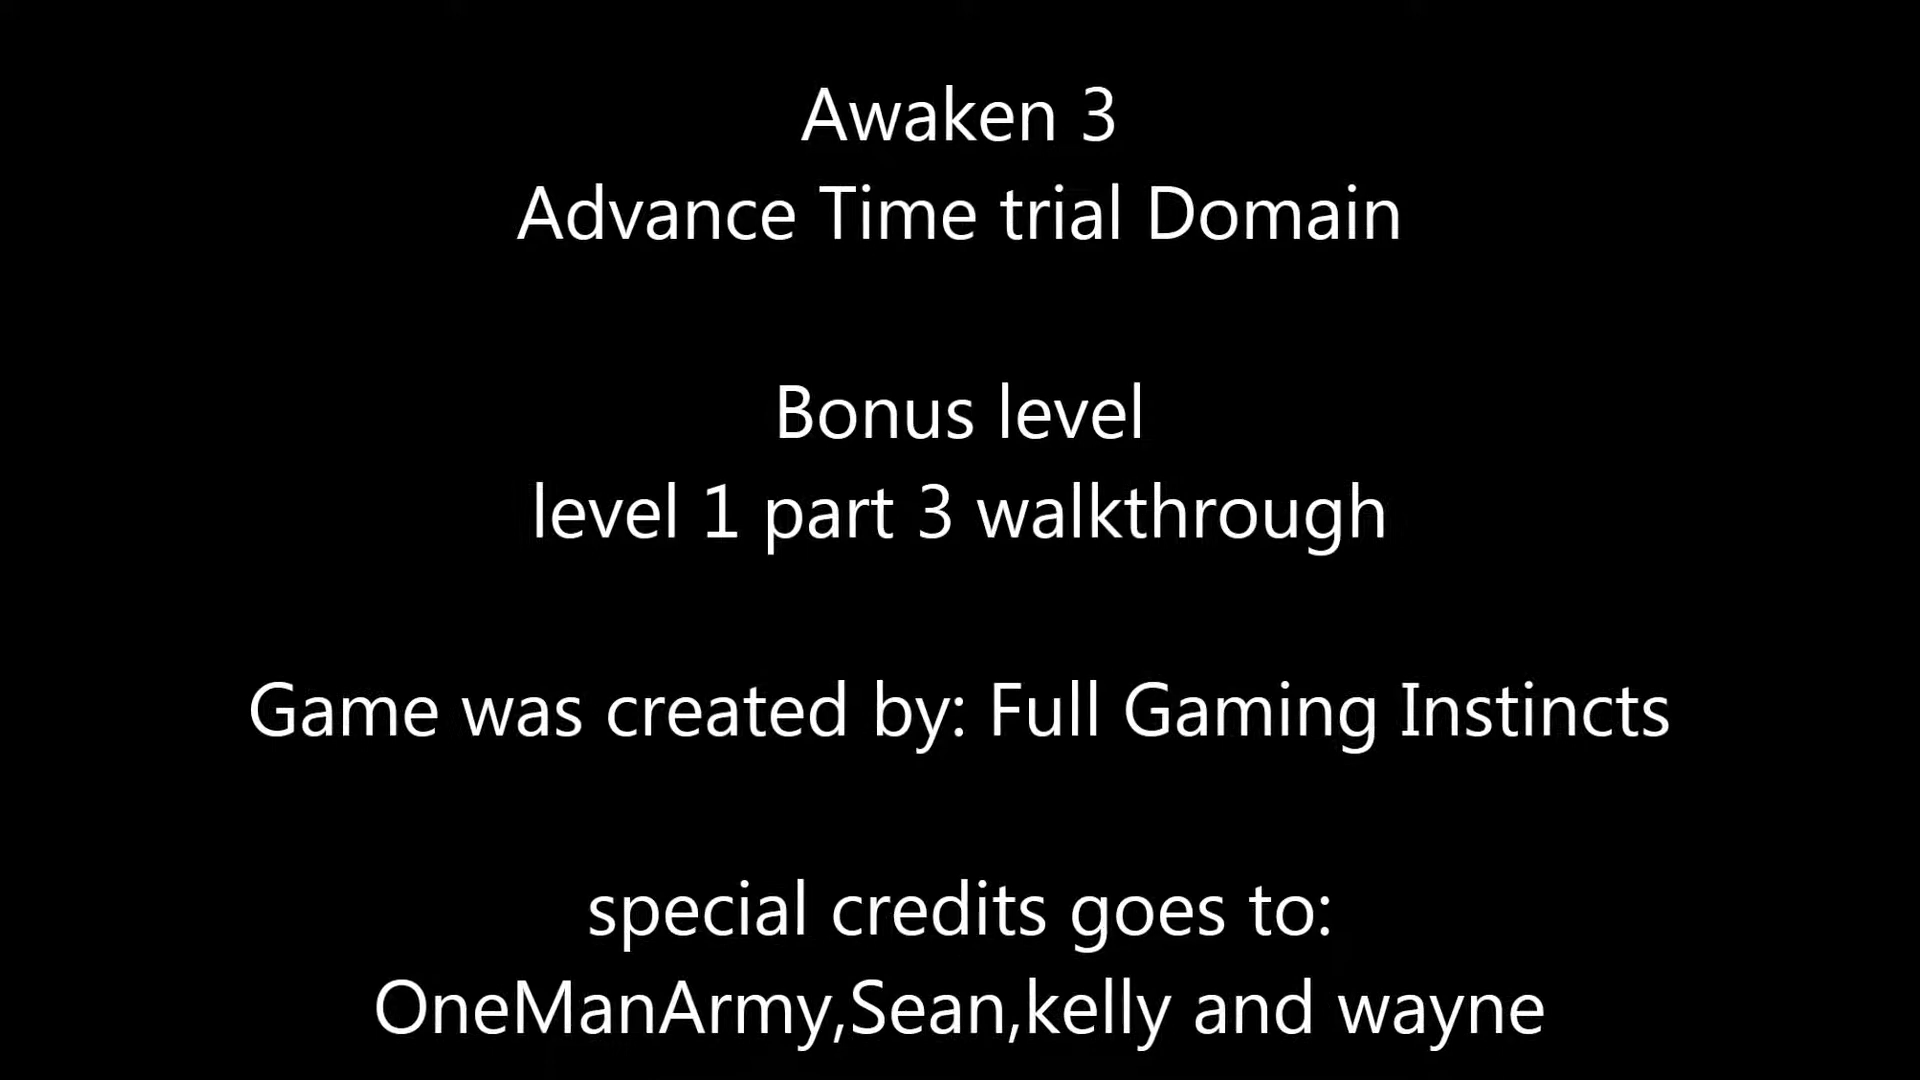 Awaken 3
Advance Time trial Domain
Bonus level
level 1 part 3 walkthrough
Game was created by: Full Gaming Instincts
special credits goes to:
OneManArmy,Sean,kelly and wayne